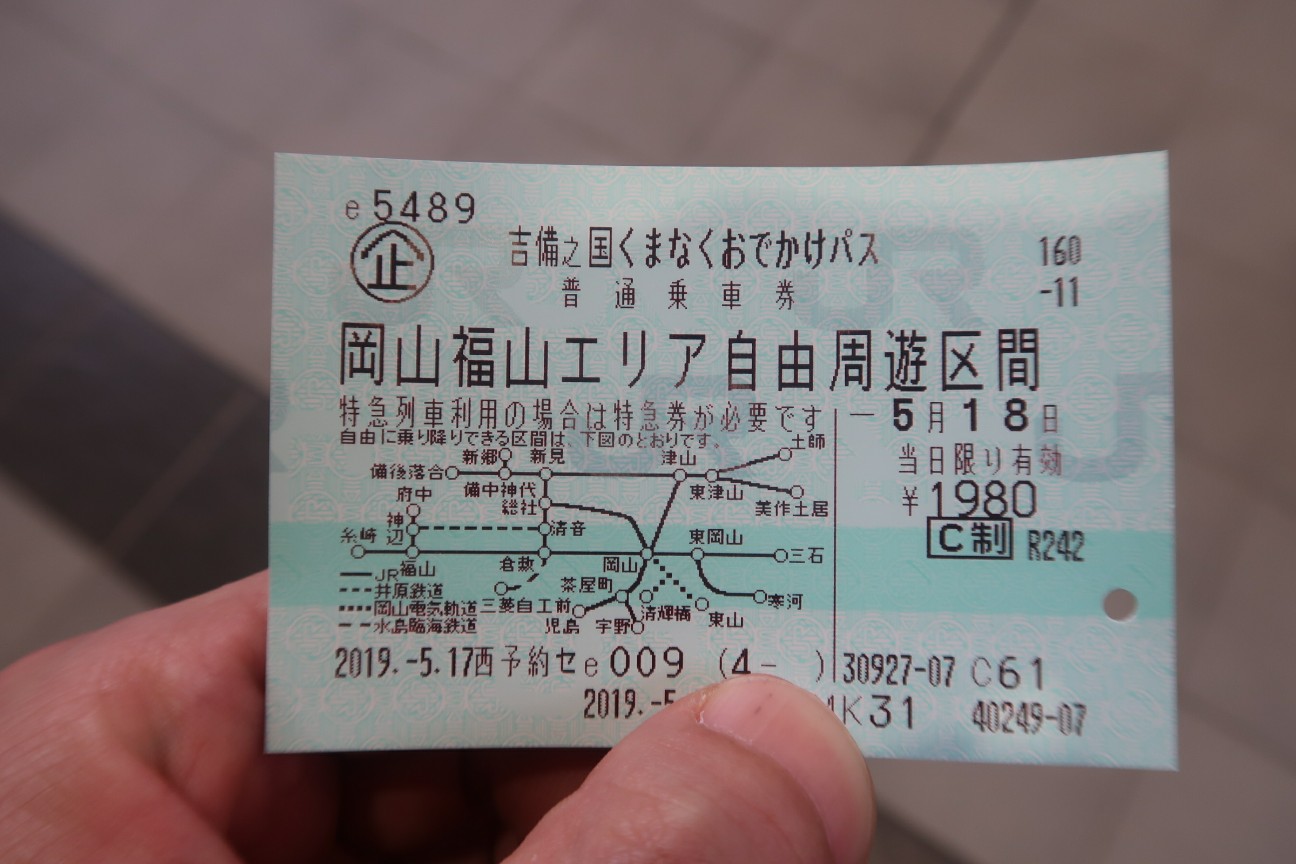 e5489
企
吉備之国くまなくおでかけパス
160
-11
普通乗車券
岡山福山エリア自由周遊区間
特急列車利用の場合は特急券が必要です
自由に乗り降りできる区間は、下図のとおりです。
-5月18日
当日限り有効
¥1980
C制 R242
新郷 新見 津山 土師
備後落合
府中 備中神代 東津山
総社 美作土居
神辺 清音
糸崎 東岡山
福山 倉敷 岡山 三石
JR
茶屋町
井原鉄道
岡山電気軌道 三菱自工前 清輝橋 東山 寒河
水島臨海鉄道 児島 宇野
2019.-5.17西予約セe009 (4- ) 30927-07 C61
2019.-5 K31 40249-07
JR